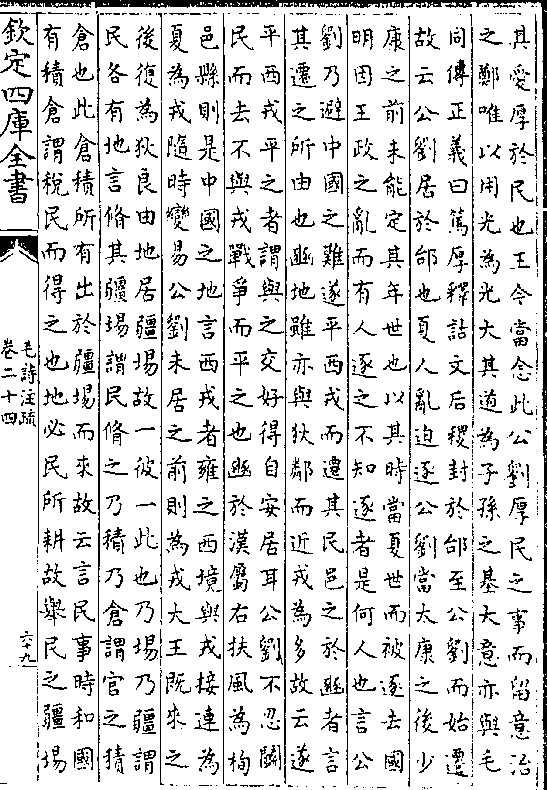 其愛厚於民也王今當念此公劉厚民之事而留意治
之鄭唯以用光為光大其道為子孫之基大意亦與毛
同傳正義曰篤厚釋詁文后稷封於邰至公劉而始遷
故云公劉居於邰也夏人亂迫逐公劉當大康之後少
康之前未能定其年世也以其時當夏世而被逐去國
明因王政之亂而有人逐之不知逐者是何人也言公
劉乃避中國之難遂平西戎而遷其民邑之於豳者言
其遷之所由也豳地雖亦與狄鄰而近戎為多故云遂
平西戎平之者謂與之交好得自安居耳公劉不忍鬭
民而去不與戎戰爭而平之也豳於漢屬右扶風為栒
邑縣則是中國之地言西戎者雍之西境與戎接連為
夏為戎隨時變易公劉未居之前則為戎大王既來之
後復為狄良由地居疆埸故一彼一此也乃埸乃疆謂
民各有地言脩其疆埸謂民脩之乃積乃倉謂官之積
倉也此倉積所有出於疆埸而來故云言民事時和國
有積倉謂稅民而得之也地必民所耕故舉民之疆埸
欽定四庫全書
毛詩注疏
卷二十四
六十九